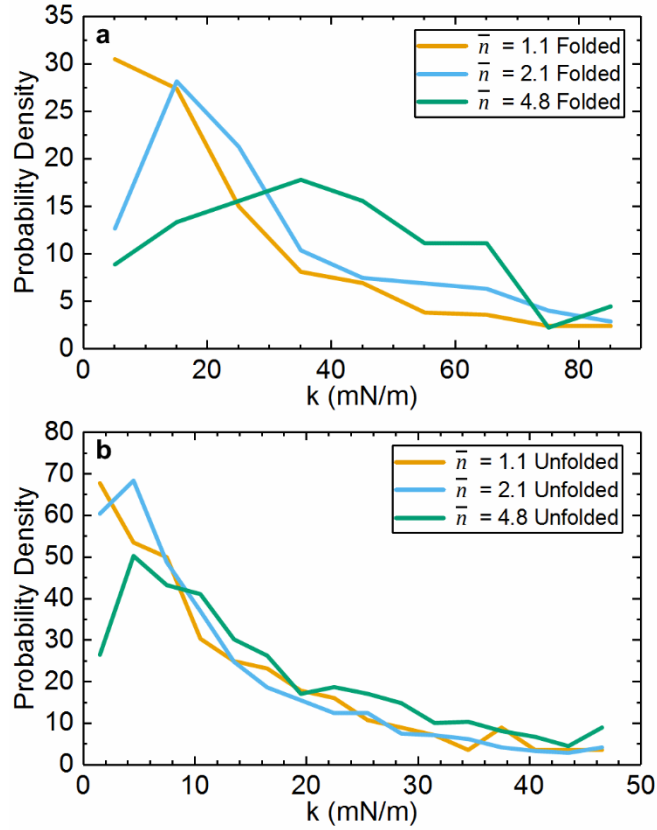 a
n̅ = 1.1 Folded
n̅ = 2.1 Folded
n̅ = 4.8 Folded
Probability Density
35
30
25
20
15
10
5
0
0 20 40 60 80
k (mN/m)
b
n̅ = 1.1 Unfolded
n̅ = 2.1 Unfolded
n̅ = 4.8 Unfolded
Probability Density
80
70
60
50
40
30
20
10
0
0 10 20 30 40 50
k (mN/m)